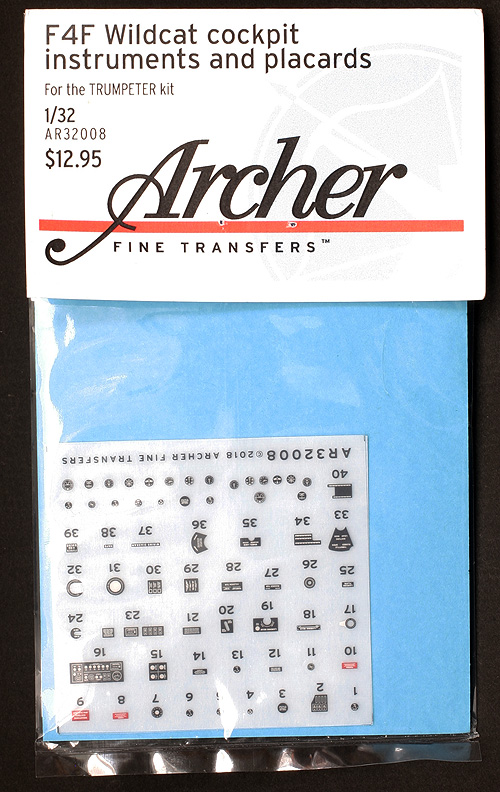 F4F Wildcat cockpit
instruments and placards
For the TRUMPETER kit
1/32
AR32008
$12.95
Archer
FINE TRANSFERS™
AR32008 ©2018 ARCHER FINE TRANSFERS
40
33 34 35 36 37 38 39
25 26 27 28 29 30 31 32
17 18 19 20 21 23 24
10 11 12 13 14 15 16
1 2 3 4 5 6 7 8 9